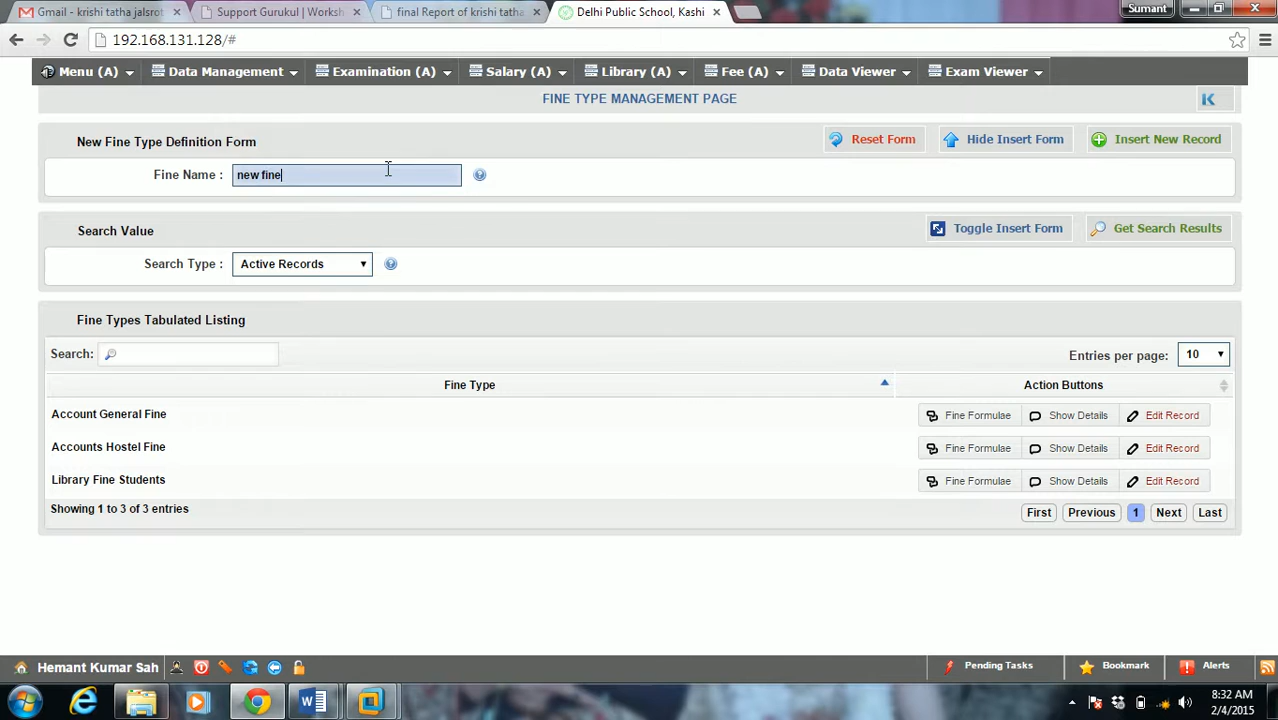 Gmail - krishi tatha jalsrot
Support Gurukul | Worksh
final Report of krishi tatha
Delhi Public School, Kashi
Sumant
192.168.131.128/#
Menu (A)
Data Management
Examination (A)
Salary (A)
Library (A)
Fee (A)
Data Viewer
Exam Viewer
FINE TYPE MANAGEMENT PAGE
New Fine Type Definition Form
Reset Form
Hide Insert Form
Insert New Record
Fine Name :
new fine
Search Value
Toggle Insert Form
Get Search Results
Search Type :
Active Records
Fine Types Tabulated Listing
Search:
Entries per page:
10
Fine Type
Action Buttons
Account General Fine
Fine Formulae
Show Details
Edit Record
Accounts Hostel Fine
Fine Formulae
Show Details
Edit Record
Library Fine Students
Fine Formulae
Show Details
Edit Record
Showing 1 to 3 of 3 entries
First
Previous
1
Next
Last
Hemant Kumar Sah
Pending Tasks
Bookmark
Alerts
8:32 AM
2/4/2015